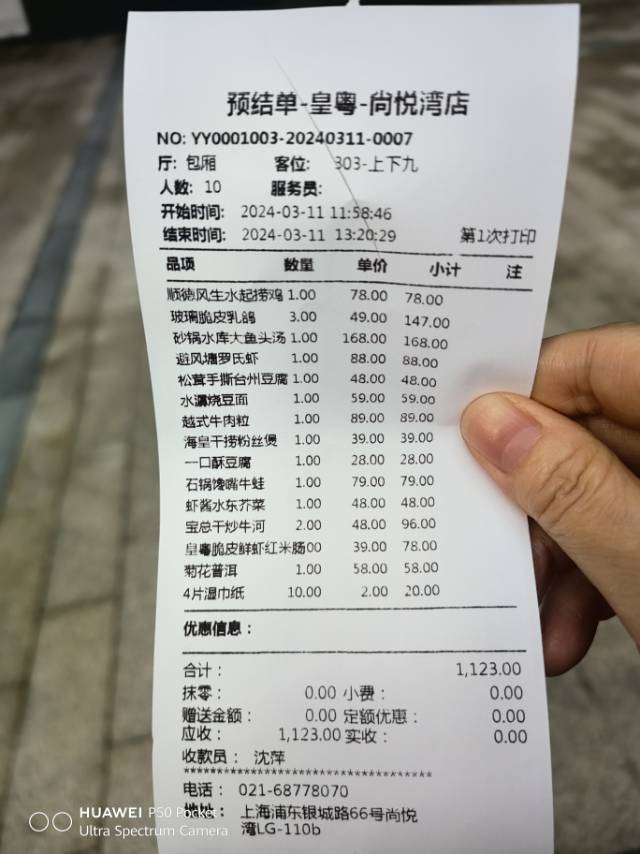 预结单-皇粤-尚悦湾店
NO: YY0001003-20240311-0007
厅: 包厢 客位: 303-上下九
人数: 10 服务员:
开始时间: 2024-03-11 11:58:46
结束时间: 2024-03-11 13:20:29 第1次打印
品项 数量 单价 小计 注
顺德风生水起捞鸡 1.00 78.00 78.00
玻璃脆皮乳鸽 3.00 49.00 147.00
砂锅水库大鱼头汤 1.00 168.00 168.00
避风塘罗氏虾 1.00 88.00 88.00
松茸手撕台州豆腐 1.00 48.00 48.00
水潺烧豆面 1.00 59.00 59.00
越式牛肉粒 1.00 89.00 89.00
海皇干捞粉丝煲 1.00 39.00 39.00
一口酥豆腐 1.00 28.00 28.00
石锅馋嘴牛蛙 1.00 79.00 79.00
虾酱水东芥菜 1.00 48.00 48.00
宝总干炒牛河 2.00 48.00 96.00
皇粤脆皮鲜虾红米肠00 39.00 78.00
菊花普洱 1.00 58.00 58.00
4片湿巾纸 10.00 2.00 20.00
优惠信息:
合计: 1,123.00
抹零: 0.00 小费: 0.00
赠送金额: 0.00 定额优惠: 0.00
应收: 1,123.00 实收: 0.00
收款员: 沈萍
************************************
电话: 021-68778070
地址: 上海浦东银城路66号尚悦
湾LG-110b
HUAWEI P50 Pocket
Ultra Spectrum Camera